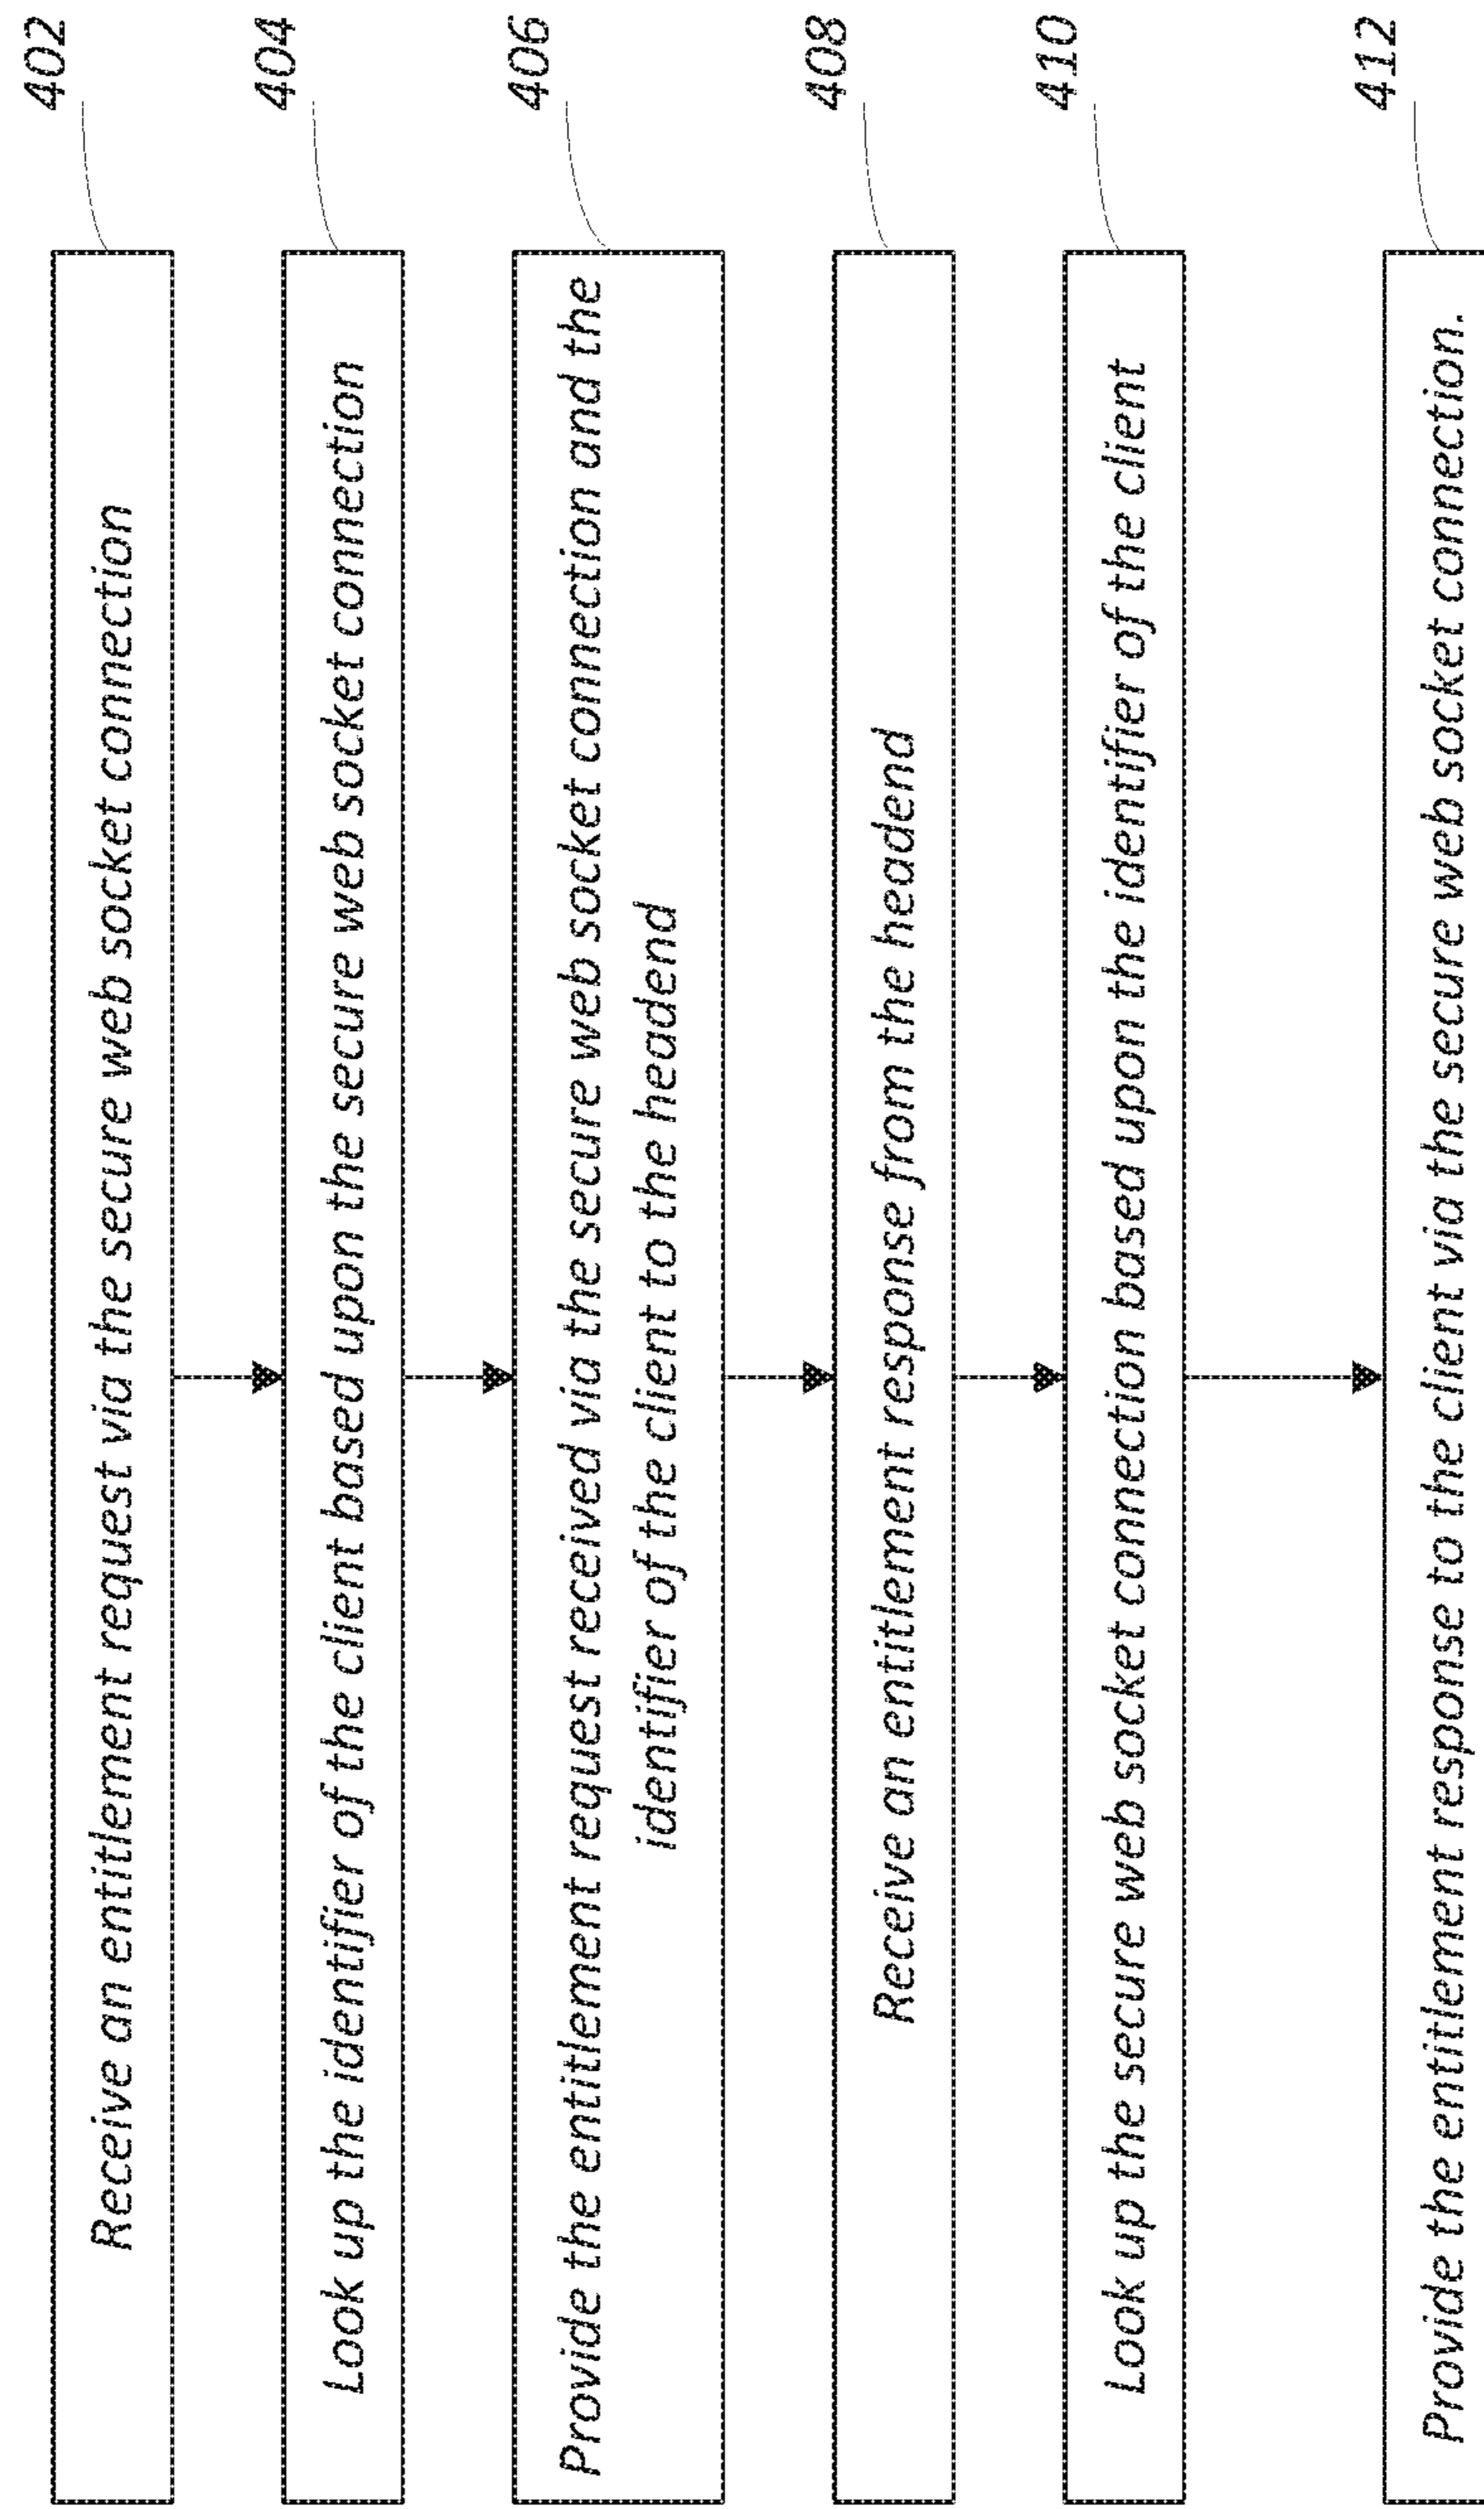 402
Receive an entitlement request via the secure web socket connection
404
Look up the identifier of the client based upon the secure web socket connection
406
Provide the entitlement request received via the secure web socket connection and the
identifier of the client to the headend
408
Receive an entitlement response from the headend
410
Look up the secure web socket connection based upon the identifier of the client
412
Provide the entitlement response to the client via the secure web socket connection.